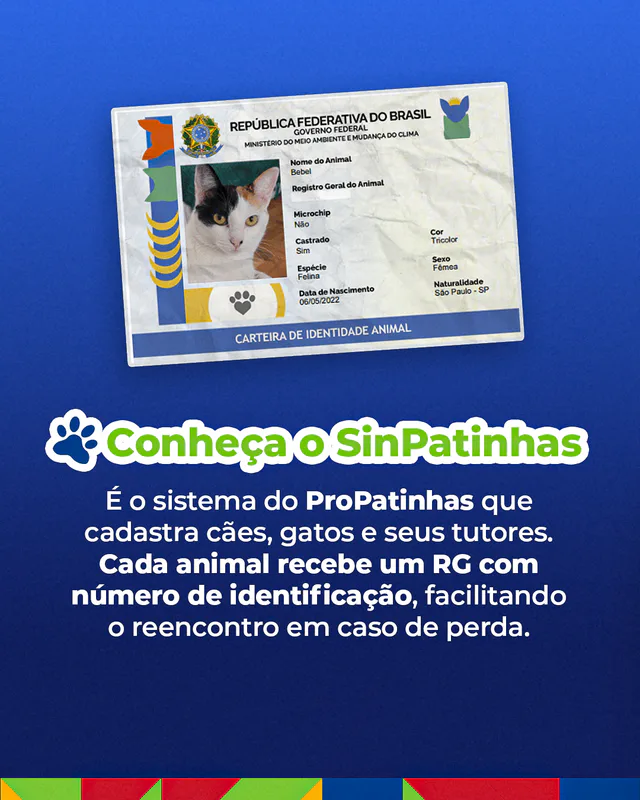 REPÚBLICA FEDERATIVA DO BRASIL
GOVERNO FEDERAL
MINISTÉRIO DO MEIO AMBIENTE E MUDANÇA DO CLIMA
Nome do Animal
Bebel
Registro Geral do Animal
Microchip
Não
Cor
Tricolor
Castrado
Sim
Sexo
Fêmea
Espécie
Felina
Naturalidade
São Paulo - SP
Data de Nascimento
06/05/2022
CARTEIRA DE IDENTIDADE ANIMAL
Conheça o SinPatinhas
É o sistema do ProPatinhas que
cadastra cães, gatos e seus tutores.
Cada animal recebe um RG com
número de identificação, facilitando
o reencontro em caso de perda.